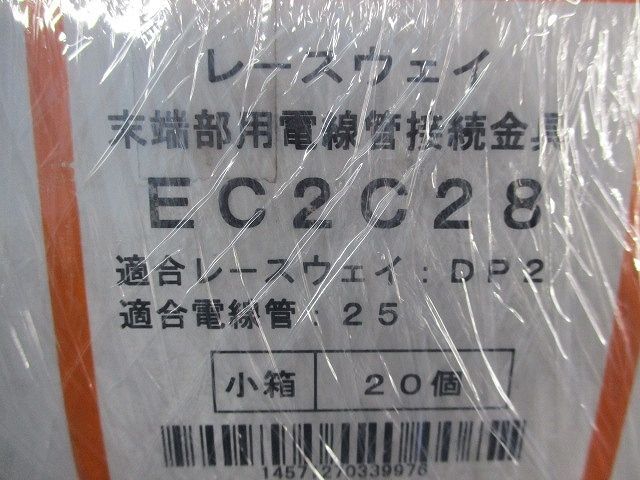 レースウェイ
末端部用電線管接続金具
EC2C28
適合レースウェイ：DP2
適合電線管：25
小箱 20個
14571270339976